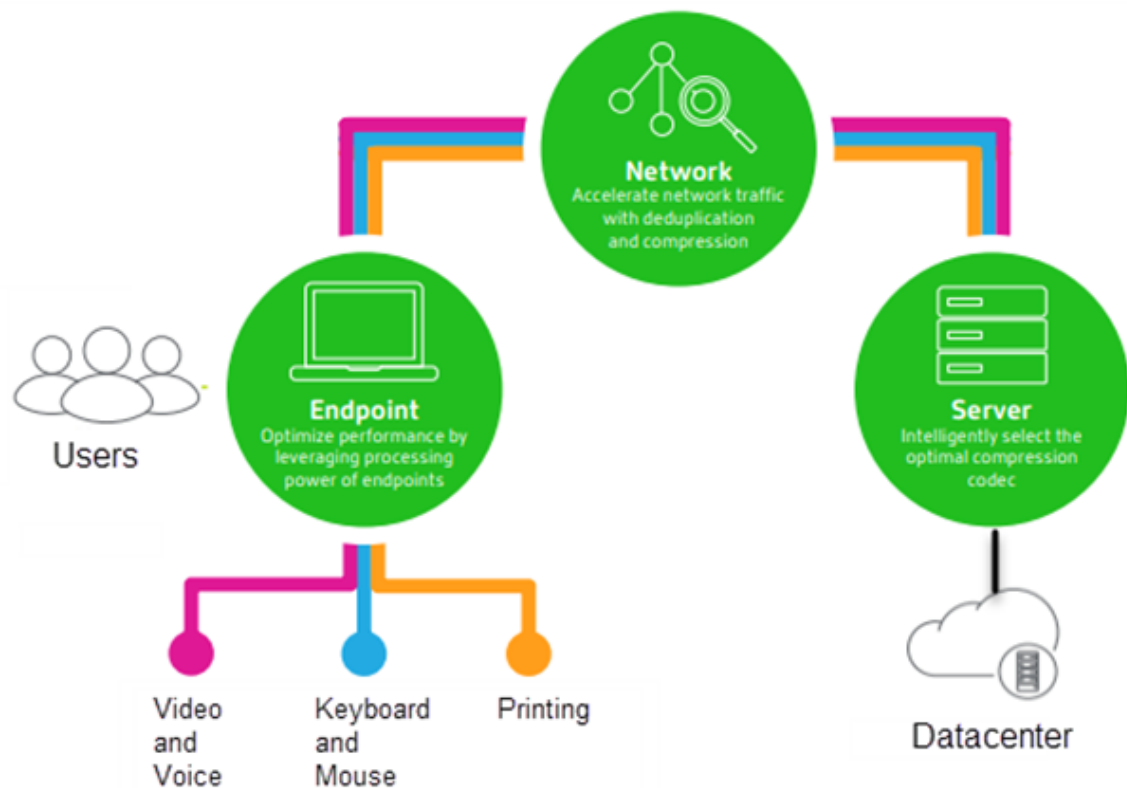 Network
Accelerate network traffic
with deduplication
and compression
Endpoint
Optimize performance by
leveraging processing
power of endpoints
Server
Intelligently select the
optimal compression
codec
Users
Video
and
Voice
Keyboard
and
Mouse
Printing
Datacenter